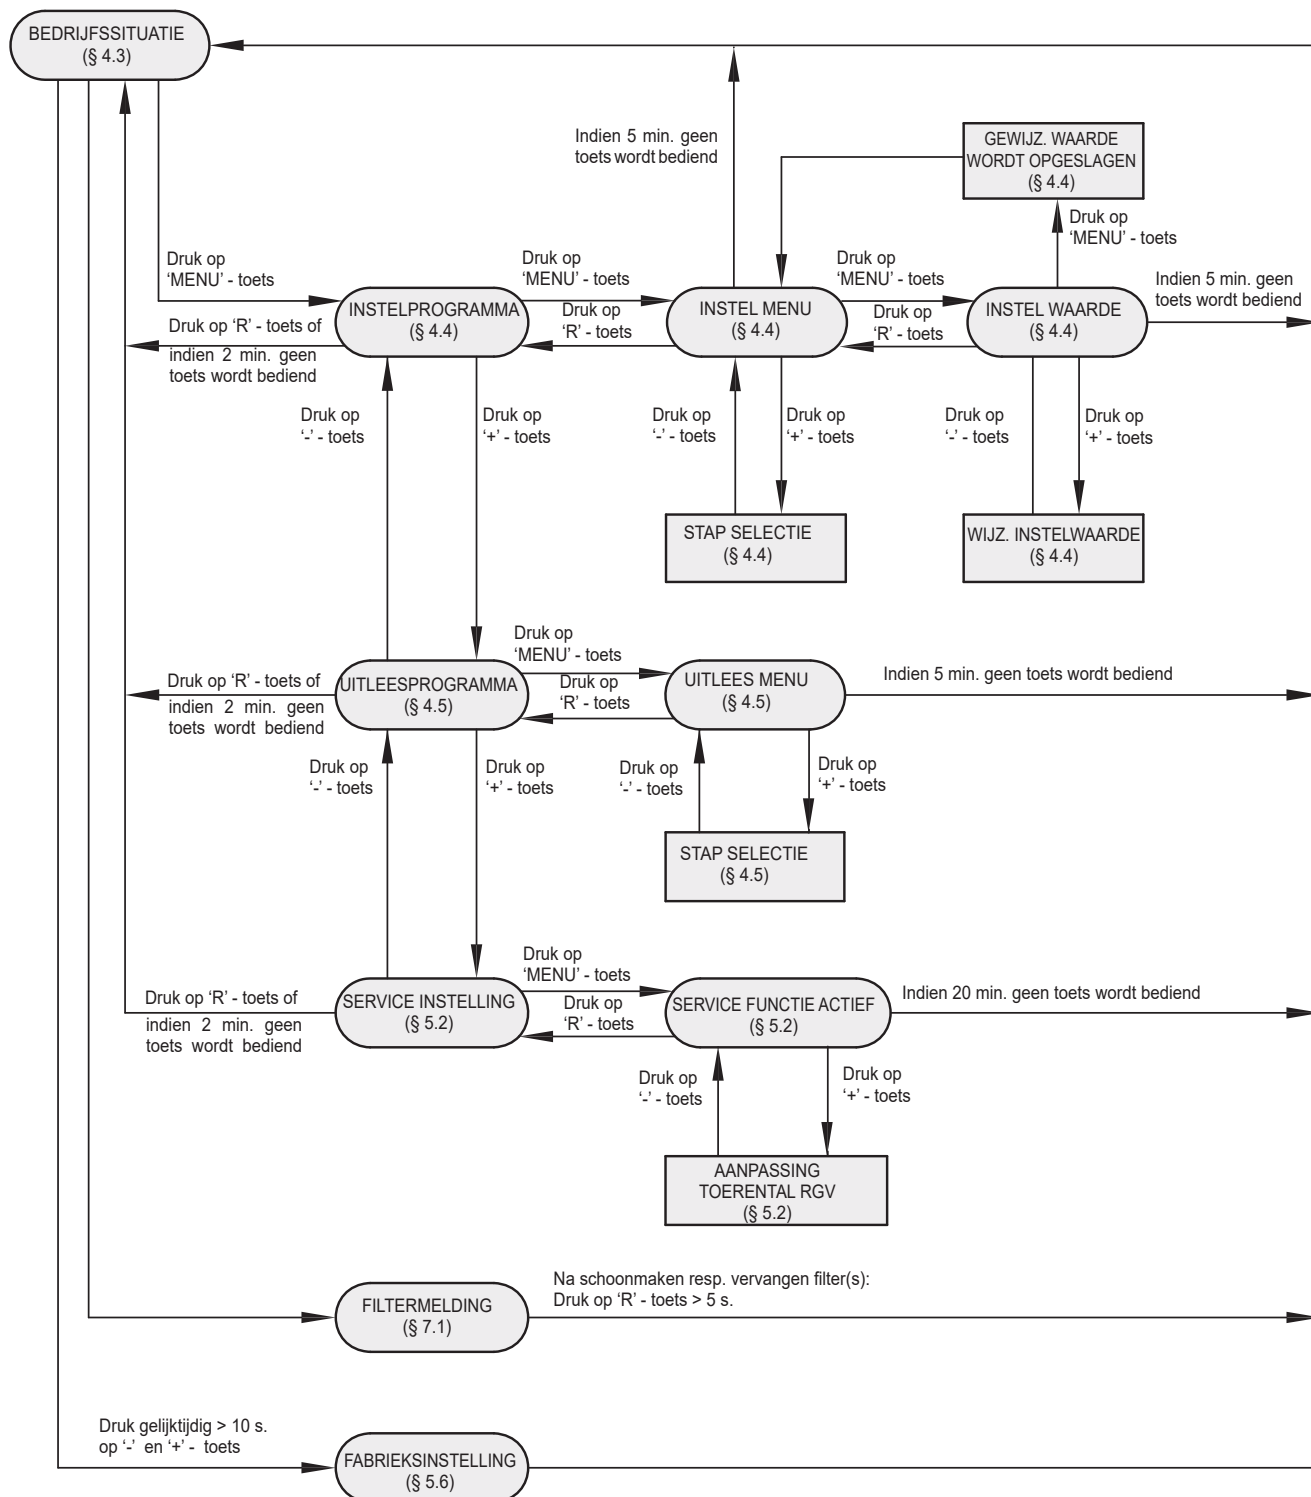 BEDRIJFSSITUATIE
(§ 4.3)
Indien 5 min. geen
toets wordt bediend
GEWIJZ. WAARDE
WORDT OPGESLAGEN
(§ 4.4)
Druk op
‘MENU’ - toets
Druk op
‘MENU’ - toets
Druk op
‘MENU’ - toets
Druk op
‘MENU’ - toets
Indien 5 min. geen
toets wordt bediend
INSTELPROGRAMMA
(§ 4.4)
Druk op
‘R’ - toets
INSTEL MENU
(§ 4.4)
Druk op
‘R’ - toets
INSTEL WAARDE
(§ 4.4)
Druk op ‘R’ - toets of
indien 2 min. geen
toets wordt bediend
Druk op
‘-’ - toets
Druk op
‘+’ - toets
Druk op
‘-’ - toets
Druk op
‘+’ - toets
Druk op
‘-’ - toets
Druk op
‘+’ - toets
STAP SELECTIE
(§ 4.4)
WIJZ. INSTELWAARDE
(§ 4.4)
Druk op
‘MENU’ - toets
Druk op ‘R’ - toets of
indien 2 min. geen
toets wordt bediend
UITLEESPROGRAMMA
(§ 4.5)
Druk op
‘R’ - toets
UITLEES MENU
(§ 4.5)
Indien 5 min. geen toets wordt bediend
Druk op
‘-’ - toets
Druk op
‘+’ - toets
Druk op
‘-’ - toets
Druk op
‘+’ - toets
STAP SELECTIE
(§ 4.5)
Druk op
‘MENU’ - toets
Druk op ‘R’ - toets of
indien 2 min. geen
toets wordt bediend
SERVICE INSTELLING
(§ 5.2)
Druk op
‘R’ - toets
SERVICE FUNCTIE ACTIEF
(§ 5.2)
Indien 20 min. geen toets wordt bediend
Druk op
‘-’ - toets
Druk op
‘+’ - toets
AANPASSING
TOERENTAL RGV
(§ 5.2)
FILTERMELDING
(§ 7.1)
Na schoonmaken resp. vervangen filter(s):
Druk op ‘R’ - toets > 5 s.
Druk gelijktijdig > 10 s.
op ‘-’ en ‘+’ - toets
FABRIEKSINSTELLING
(§ 5.6)